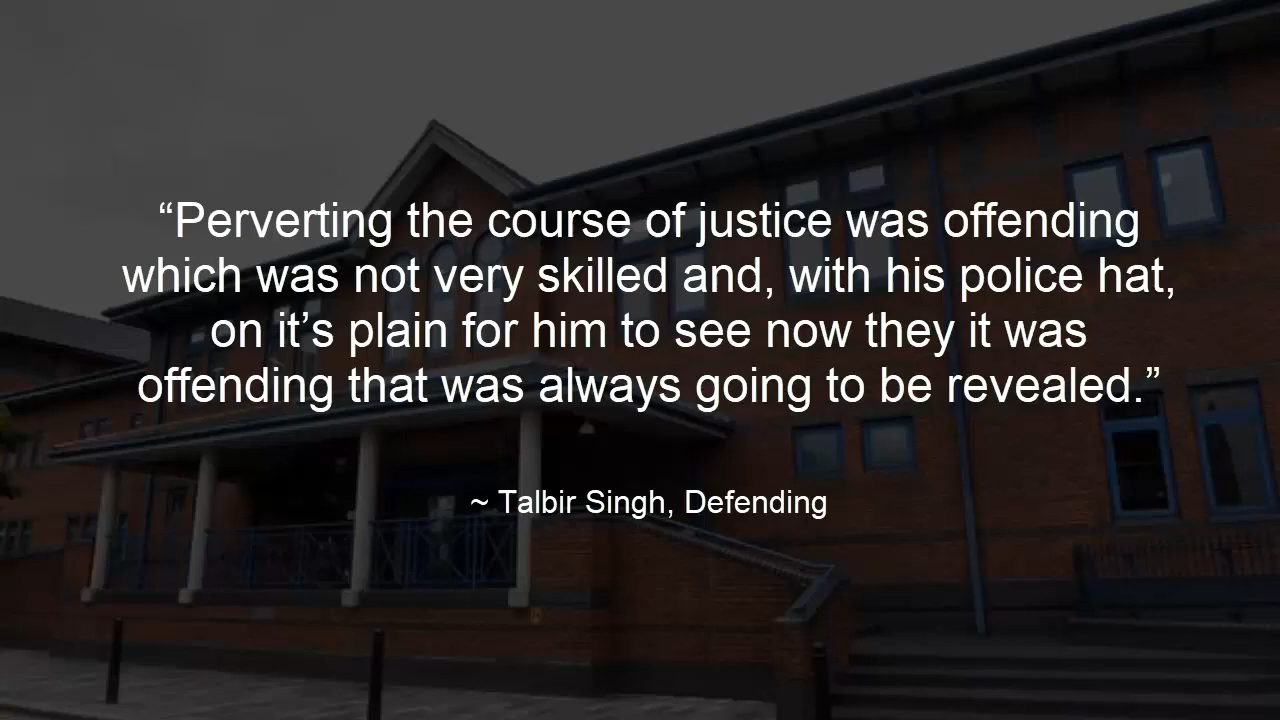 “Perverting the course of justice was offending
which was not very skilled and, with his police hat,
on it’s plain for him to see now they it was
offending that was always going to be revealed.”
~ Talbir Singh, Defending